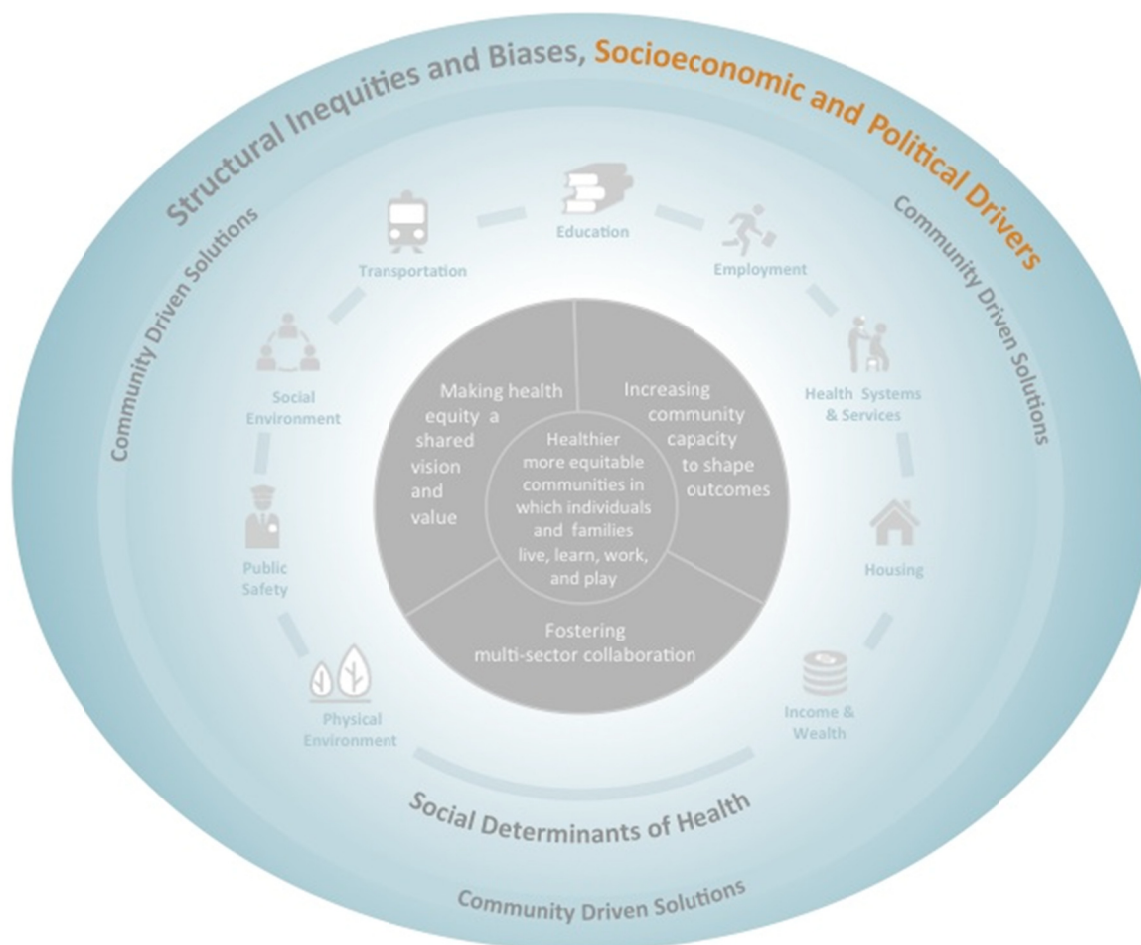 Structural Inequities and Biases, Socioeconomic and Political Drivers
Community Driven Solutions
Community Driven Solutions
Education
Transportation
Employment
Social
Environment
Health Systems
& Services
Public
Safety
Housing
Physical
Environment
Income &
Wealth
Making health
equity a
shared
vision
and
value
Increasing
community
capacity
to shape
outcomes
Healthier
more equitable
communities in
which individuals
and families
live, learn, work,
and play
Fostering
multi-sector collaboration
Social Determinants of Health
Community Driven Solutions